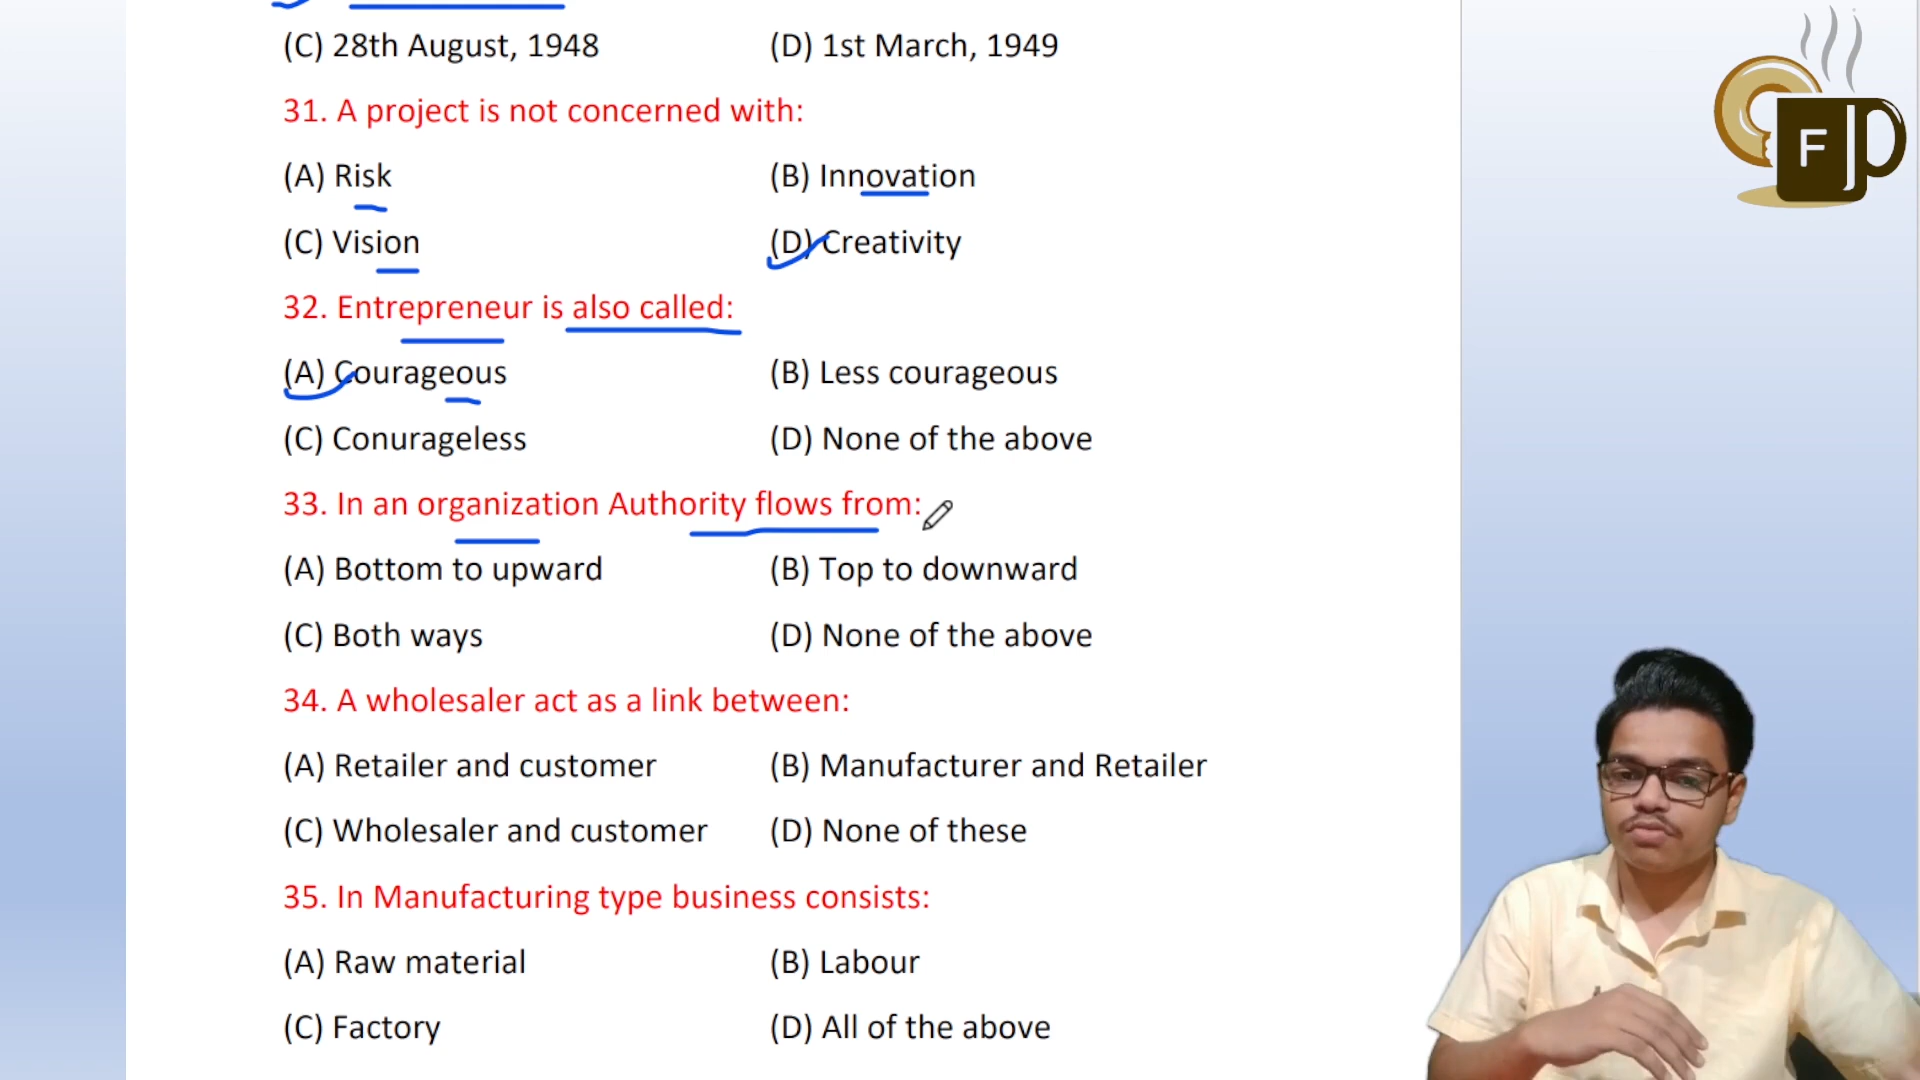 (C) 28th August, 1948 (D) 1st March, 1949
31. A project is not concerned with:
(A) Risk (B) Innovation
(C) Vision (D) Creativity
32. Entrepreneur is also called:
(A) Courageous (B) Less courageous
(C) Conurageless (D) None of the above
33. In an organization Authority flows from:
(A) Bottom to upward (B) Top to downward
(C) Both ways (D) None of the above
34. A wholesaler act as a link between:
(A) Retailer and customer (B) Manufacturer and Retailer
(C) Wholesaler and customer (D) None of these
35. In Manufacturing type business consists:
(A) Raw material (B) Labour
(C) Factory (D) All of the above
F J